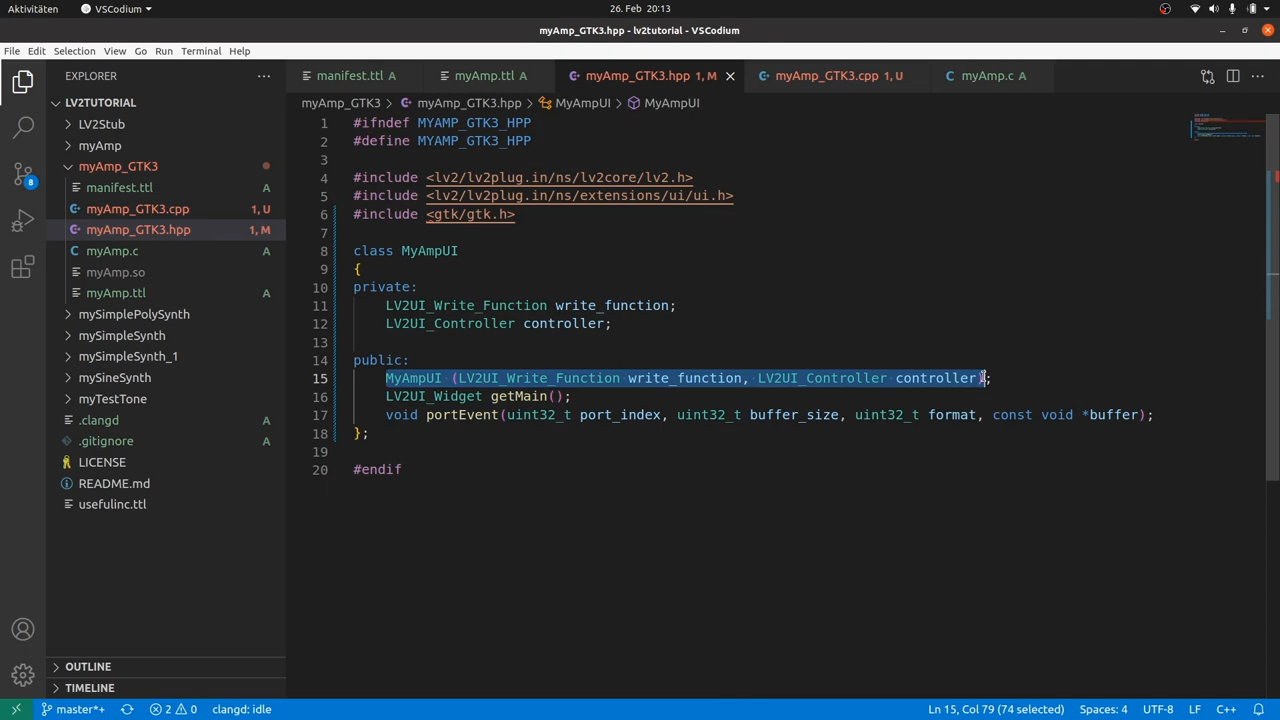 Aktivitäten VSCodium 26. Feb 20:13
myAmp_GTK3.hpp - lv2tutorial - VSCodium
File Edit Selection View Go Run Terminal Help
EXPLORER
manifest.ttl A myAmp.ttl A myAmp_GTK3.hpp 1, M myAmp_GTK3.cpp 1, U myAmp.c A
LV2TUTORIAL
LV2Stub
myAmp
myAmp_GTK3
manifest.ttl A
myAmp_GTK3.cpp 1, U
myAmp_GTK3.hpp 1, M
myAmp.c A
myAmp.so
myAmp.ttl A
mySimplePolySynth
mySimpleSynth
mySimpleSynth_1
mySineSynth
myTestTone
.clangd A
.gitignore A
LICENSE
README.md
usefulinc.ttl
OUTLINE
TIMELINE
8
myAmp_GTK3 > myAmp_GTK3.hpp > MyAmpUI > MyAmpUI
1 #ifndef MYAMP_GTK3_HPP
2 #define MYAMP_GTK3_HPP
3
4 #include <lv2/lv2plug.in/ns/lv2core/lv2.h>
5 #include <lv2/lv2plug.in/ns/extensions/ui/ui.h>
6 #include <gtk/gtk.h>
7
8 class MyAmpUI
9 {
10 private:
11 LV2UI_Write_Function write_function;
12 LV2UI_Controller controller;
13
14 public:
15 MyAmpUI (LV2UI_Write_Function write_function, LV2UI_Controller controller);
16 LV2UI_Widget getMain();
17 void portEvent(uint32_t port_index, uint32_t buffer_size, uint32_t format, const void *buffer);
18 };
19
20 #endif
master*+ 2 0 clangd: idle Ln 15, Col 79 (74 selected) Spaces: 4 UTF-8 LF C++